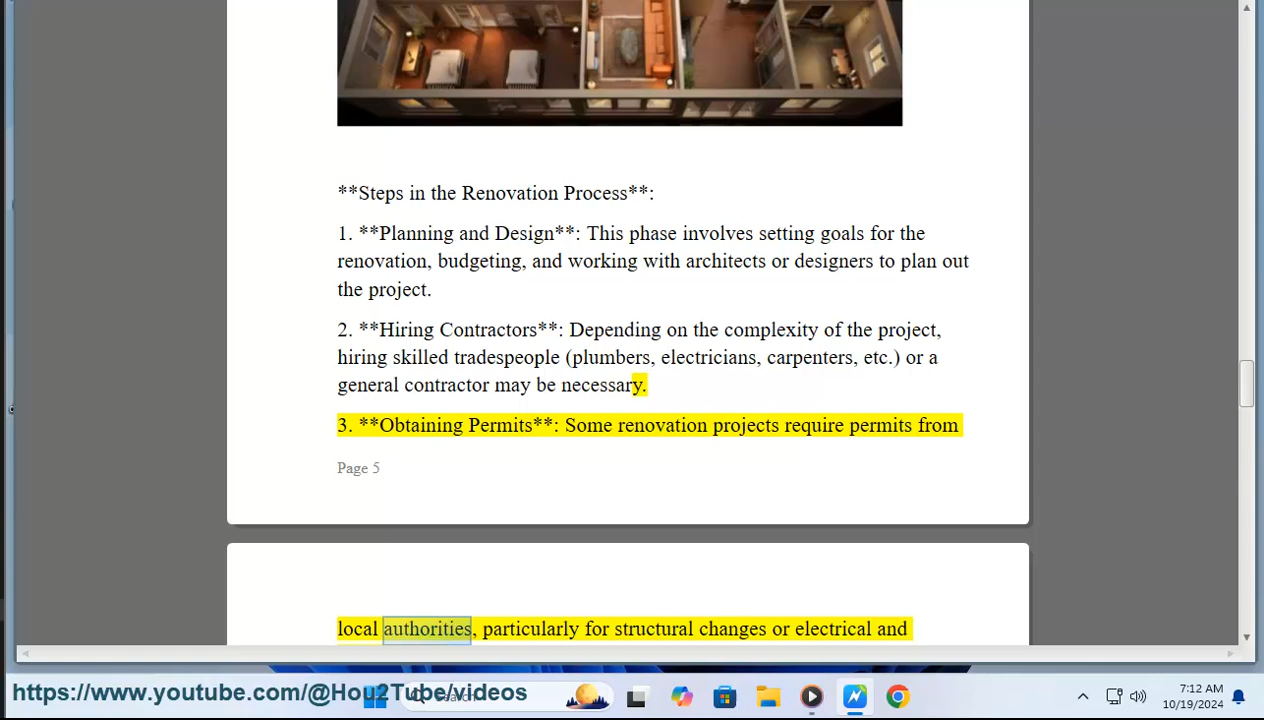 **Steps in the Renovation Process**:
1. **Planning and Design**: This phase involves setting goals for the
renovation, budgeting, and working with architects or designers to plan out
the project.
2. **Hiring Contractors**: Depending on the complexity of the project,
hiring skilled tradespeople (plumbers, electricians, carpenters, etc.) or a
general contractor may be necessary.
3. **Obtaining Permits**: Some renovation projects require permits from
Page 5
local authorities, particularly for structural changes or electrical and
https://www.youtube.com/@Hou2Tube/videos
Search
7:12 AM
10/19/2024